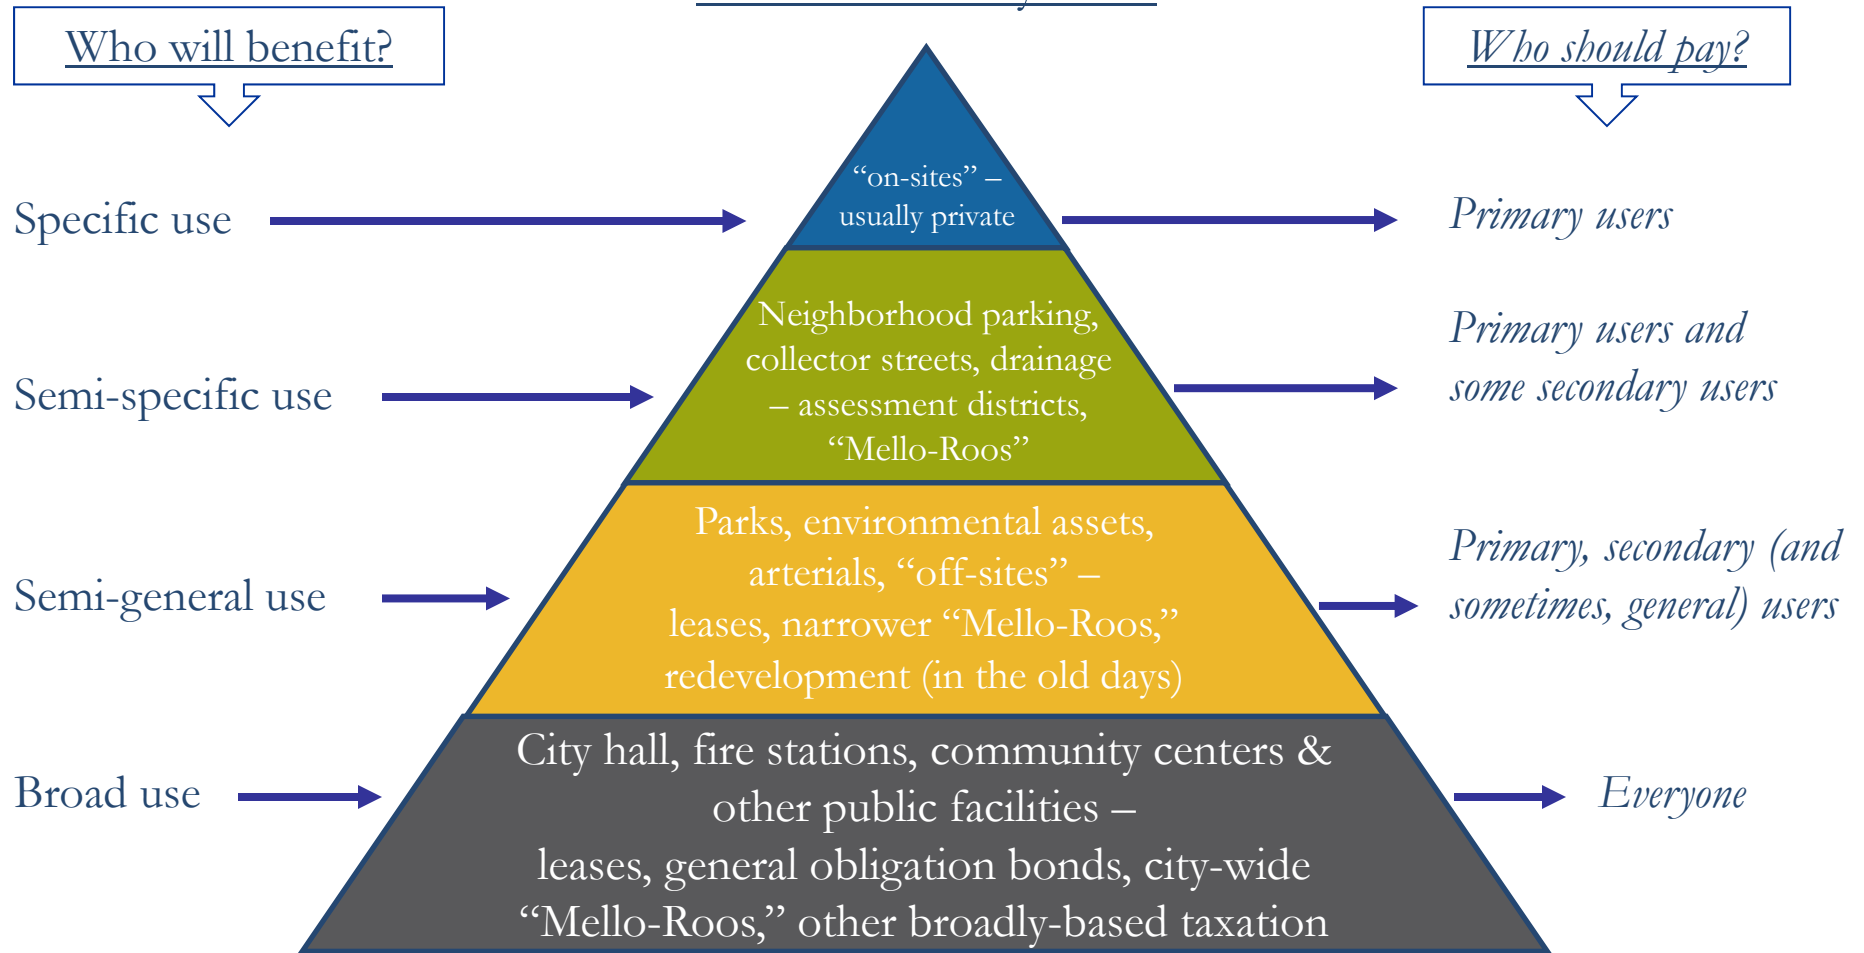 Who will benefit?
Who should pay?
"on-sites" –
usually private
Specific use
Primary users
Neighborhood parking,
collector streets, drainage
– assessment districts,
"Mello-Roos"
Semi-specific use
Primary users and
some secondary users
Parks, environmental assets,
arterials, "off-sites" –
leases, narrower "Mello-Roos,"
redevelopment (in the old days)
Semi-general use
Primary, secondary (and
sometimes, general) users
City hall, fire stations, community centers &
other public facilities –
leases, general obligation bonds, city-wide
"Mello-Roos," other broadly-based taxation
Broad use
Everyone